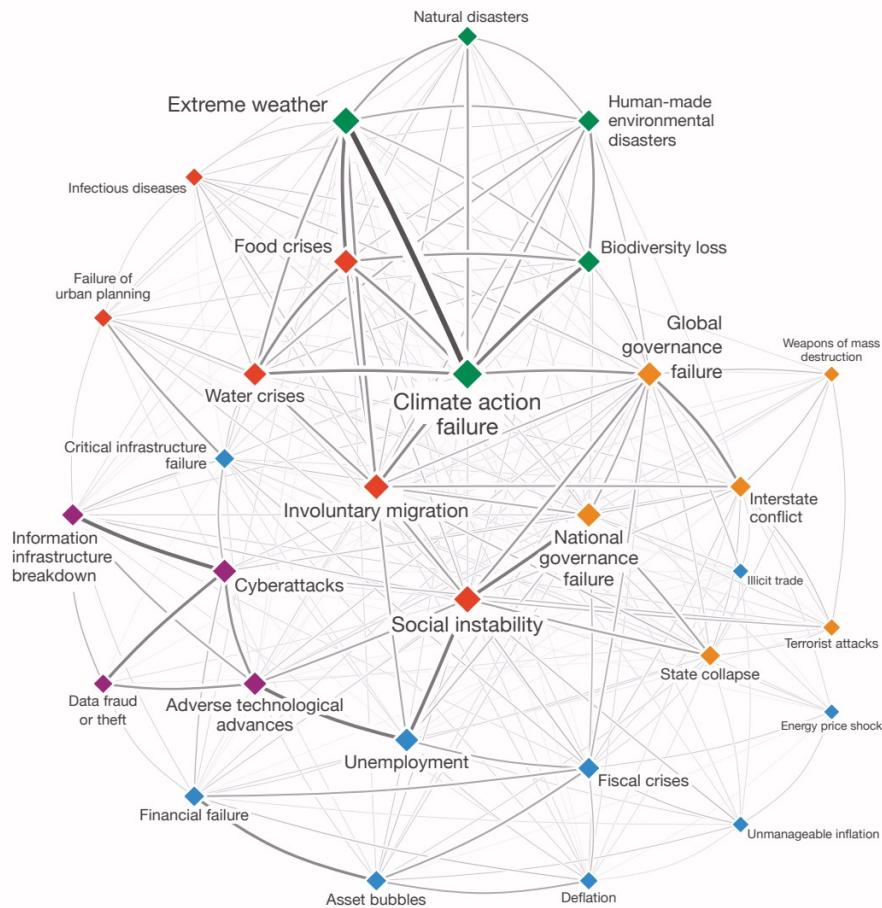 Natural disasters
Extreme weather
Human-made
environmental
disasters
Infectious diseases
Food crises
Biodiversity loss
Failure of
urban planning
Global
governance
failure
Weapons of mass
destruction
Water crises
Climate action
failure
Critical infrastructure
failure
Involuntary migration
Interstate
conflict
National
governance
failure
Information
infrastructure
breakdown
Cyberattacks
Illicit trade
Social instability
Terrorist attacks
State collapse
Data fraud
or theft
Adverse technological
advances
Energy price shock
Unemployment
Fiscal crises
Financial failure
Unmanageable inflation
Asset bubbles
Deflation